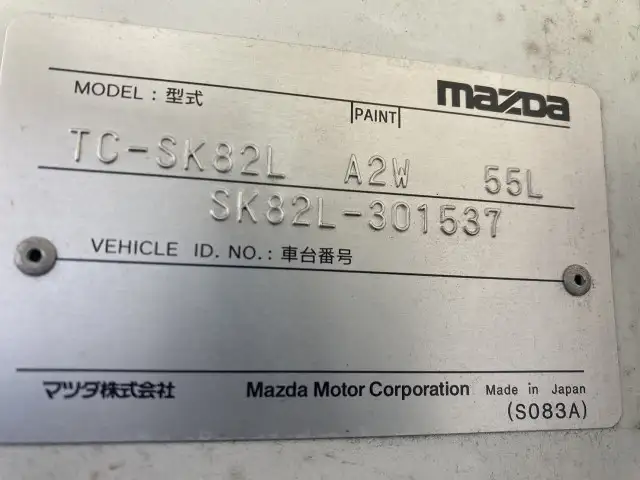 MODEL : 型式
PAINT
mazDa
TC-SK82L A2W 55L
SK82L-301537
VEHICLE ID. NO. : 車台番号
マツダ株式会社 Mazda Motor Corporation Made in Japan
(S083A)